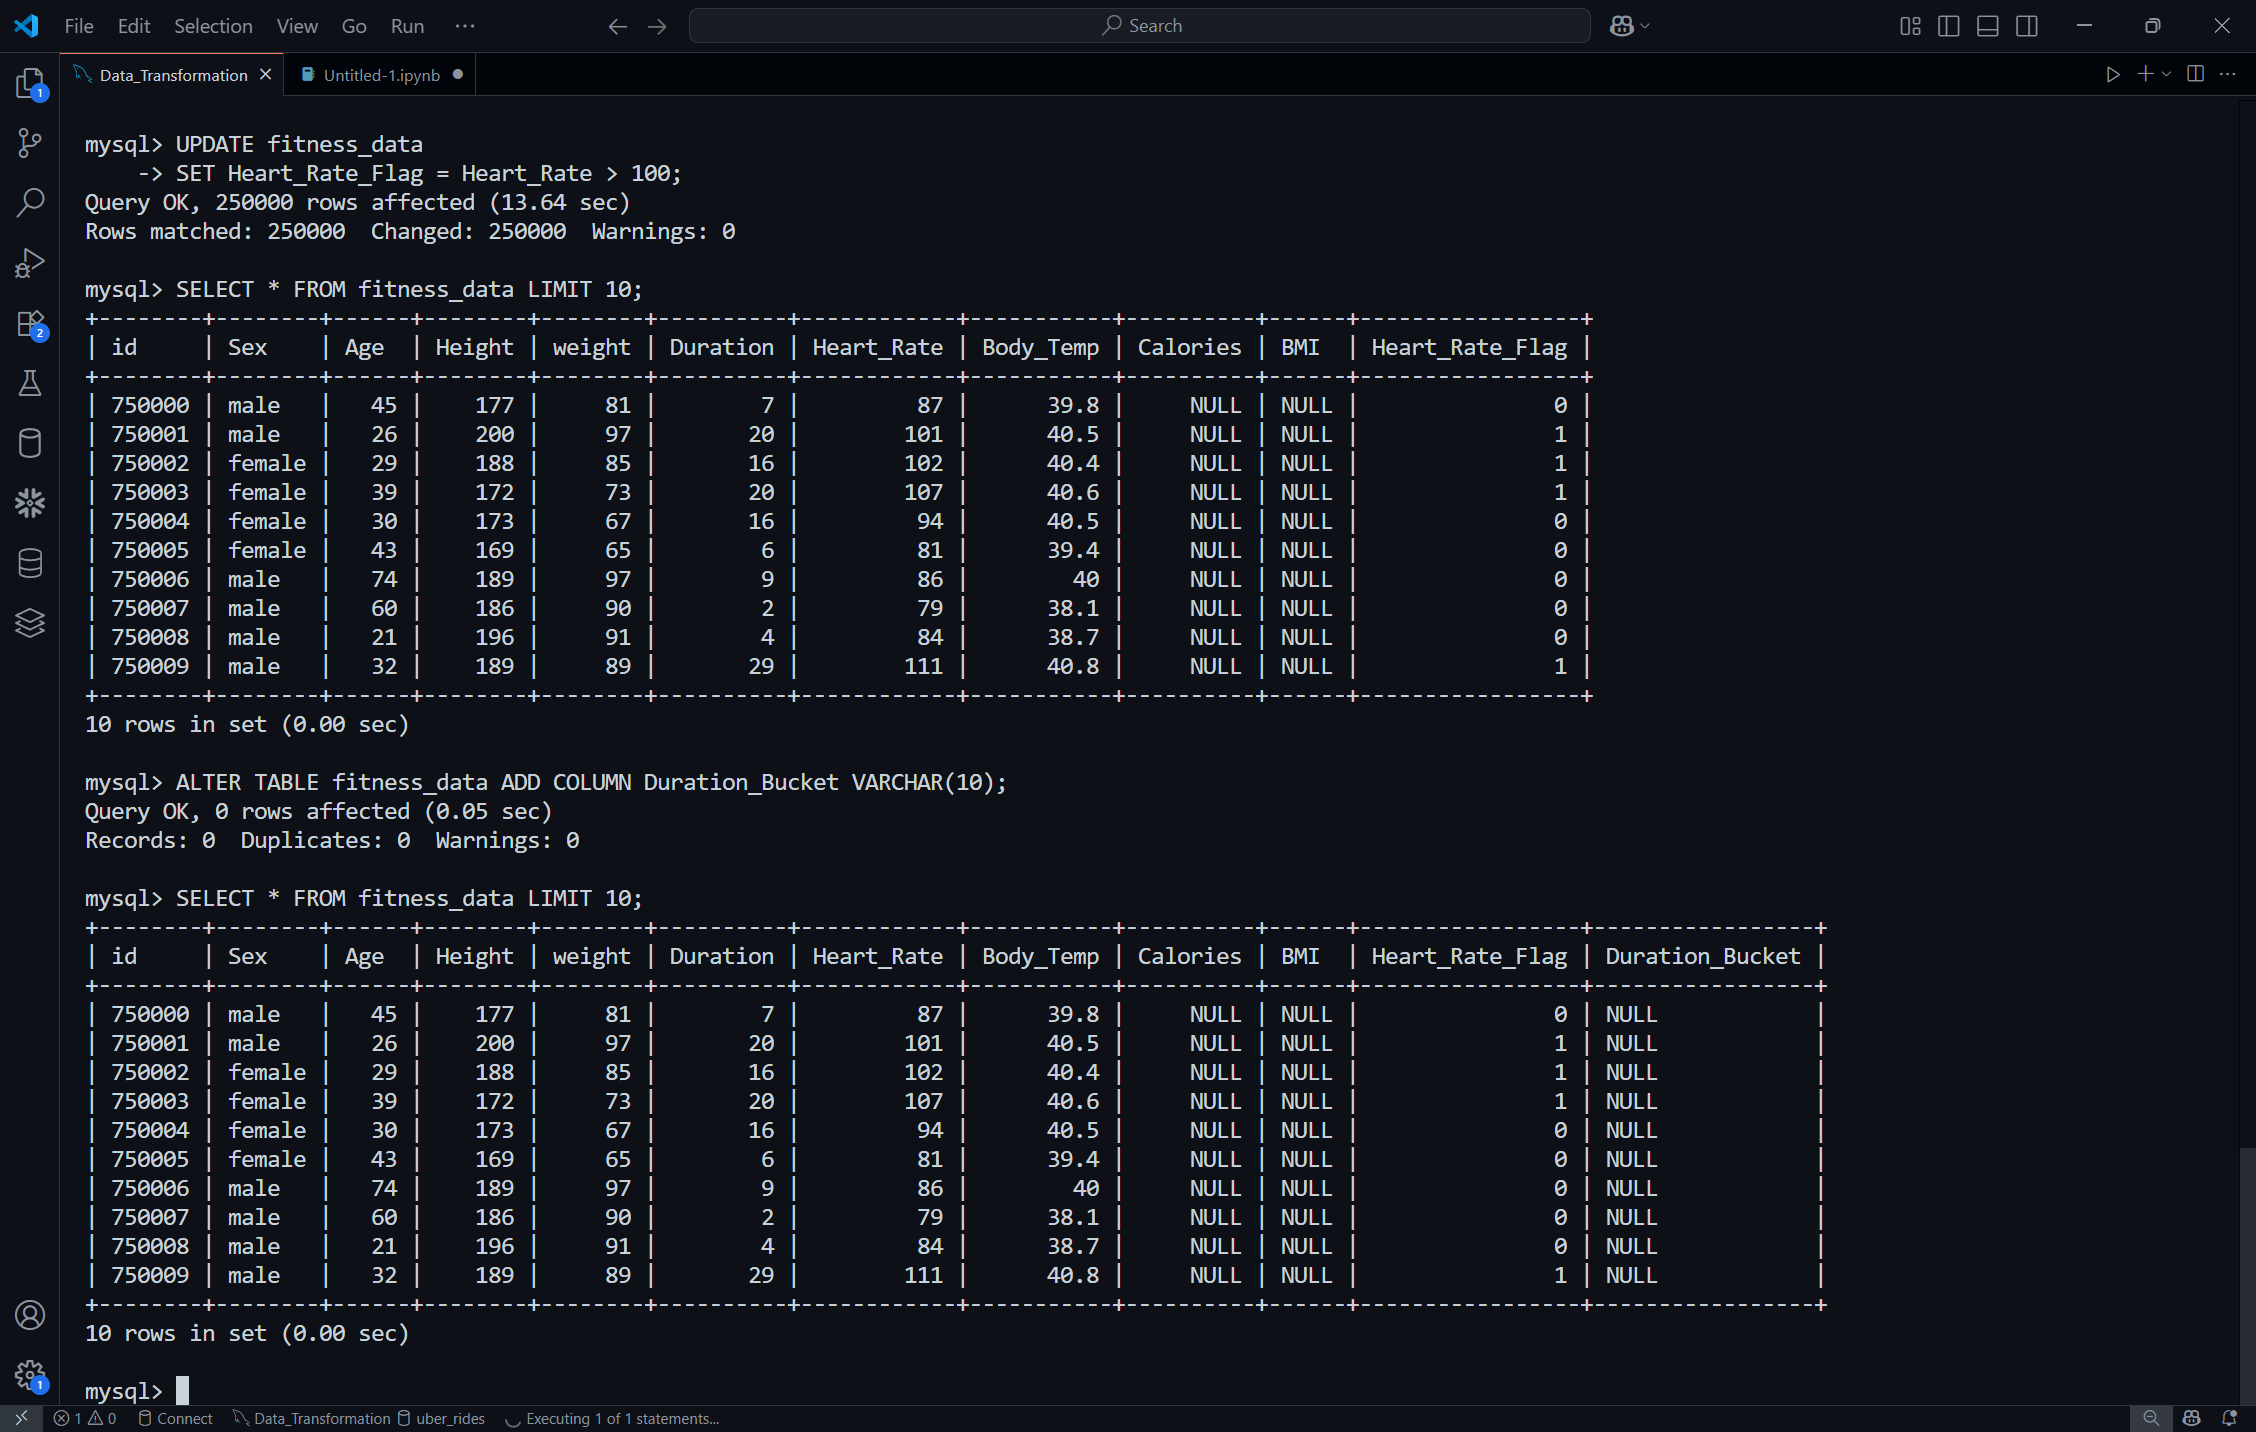 File Edit Selection View Go Run ··· Search
Data_Transformation Untitled-1.ipynb
mysql> UPDATE fitness_data
    -> SET Heart_Rate_Flag = Heart_Rate > 100;
Query OK, 250000 rows affected (13.64 sec)
Rows matched: 250000  Changed: 250000  Warnings: 0
mysql> SELECT * FROM fitness_data LIMIT 10;
+--------+--------+------+--------+--------+----------+------------+-----------+----------+------+-----------------+
| id     | Sex    | Age  | Height | weight | Duration | Heart_Rate | Body_Temp | Calories | BMI  | Heart_Rate_Flag |
+--------+--------+------+--------+--------+----------+------------+-----------+----------+------+-----------------+
| 750000 | male   |   45 |    177 |     81 |        7 |         87 |      39.8 |     NULL | NULL |               0 |
| 750001 | male   |   26 |    200 |     97 |       20 |        101 |      40.5 |     NULL | NULL |               1 |
| 750002 | female |   29 |    188 |     85 |       16 |        102 |      40.4 |     NULL | NULL |               1 |
| 750003 | female |   39 |    172 |     73 |       20 |        107 |      40.6 |     NULL | NULL |               1 |
| 750004 | female |   30 |    173 |     67 |       16 |         94 |      40.5 |     NULL | NULL |               0 |
| 750005 | female |   43 |    169 |     65 |        6 |         81 |      39.4 |     NULL | NULL |               0 |
| 750006 | male   |   74 |    189 |     97 |        9 |         86 |        40 |     NULL | NULL |               0 |
| 750007 | male   |   60 |    186 |     90 |        2 |         79 |      38.1 |     NULL | NULL |               0 |
| 750008 | male   |   21 |    196 |     91 |        4 |         84 |      38.7 |     NULL | NULL |               0 |
| 750009 | male   |   32 |    189 |     89 |       29 |        111 |      40.8 |     NULL | NULL |               1 |
+--------+--------+------+--------+--------+----------+------------+-----------+----------+------+-----------------+
10 rows in set (0.00 sec)
mysql> ALTER TABLE fitness_data ADD COLUMN Duration_Bucket VARCHAR(10);
Query OK, 0 rows affected (0.05 sec)
Records: 0  Duplicates: 0  Warnings: 0
mysql> SELECT * FROM fitness_data LIMIT 10;
+--------+--------+------+--------+--------+----------+------------+-----------+----------+------+-----------------+-----------------+
| id     | Sex    | Age  | Height | weight | Duration | Heart_Rate | Body_Temp | Calories | BMI  | Heart_Rate_Flag | Duration_Bucket |
+--------+--------+------+--------+--------+----------+------------+-----------+----------+------+-----------------+-----------------+
| 750000 | male   |   45 |    177 |     81 |        7 |         87 |      39.8 |     NULL | NULL |               0 | NULL            |
| 750001 | male   |   26 |    200 |     97 |       20 |        101 |      40.5 |     NULL | NULL |               1 | NULL            |
| 750002 | female |   29 |    188 |     85 |       16 |        102 |      40.4 |     NULL | NULL |               1 | NULL            |
| 750003 | female |   39 |    172 |     73 |       20 |        107 |      40.6 |     NULL | NULL |               1 | NULL            |
| 750004 | female |   30 |    173 |     67 |       16 |         94 |      40.5 |     NULL | NULL |               0 | NULL            |
| 750005 | female |   43 |    169 |     65 |        6 |         81 |      39.4 |     NULL | NULL |               0 | NULL            |
| 750006 | male   |   74 |    189 |     97 |        9 |         86 |        40 |     NULL | NULL |               0 | NULL            |
| 750007 | male   |   60 |    186 |     90 |        2 |         79 |      38.1 |     NULL | NULL |               0 | NULL            |
| 750008 | male   |   21 |    196 |     91 |        4 |         84 |      38.7 |     NULL | NULL |               0 | NULL            |
| 750009 | male   |   32 |    189 |     89 |       29 |        111 |      40.8 |     NULL | NULL |               1 | NULL            |
+--------+--------+------+--------+--------+----------+------------+-----------+----------+------+-----------------+-----------------+
10 rows in set (0.00 sec)
mysql>
1
2
1
1 0 Connect Data_Transformation uber_rides Executing 1 of 1 statements...